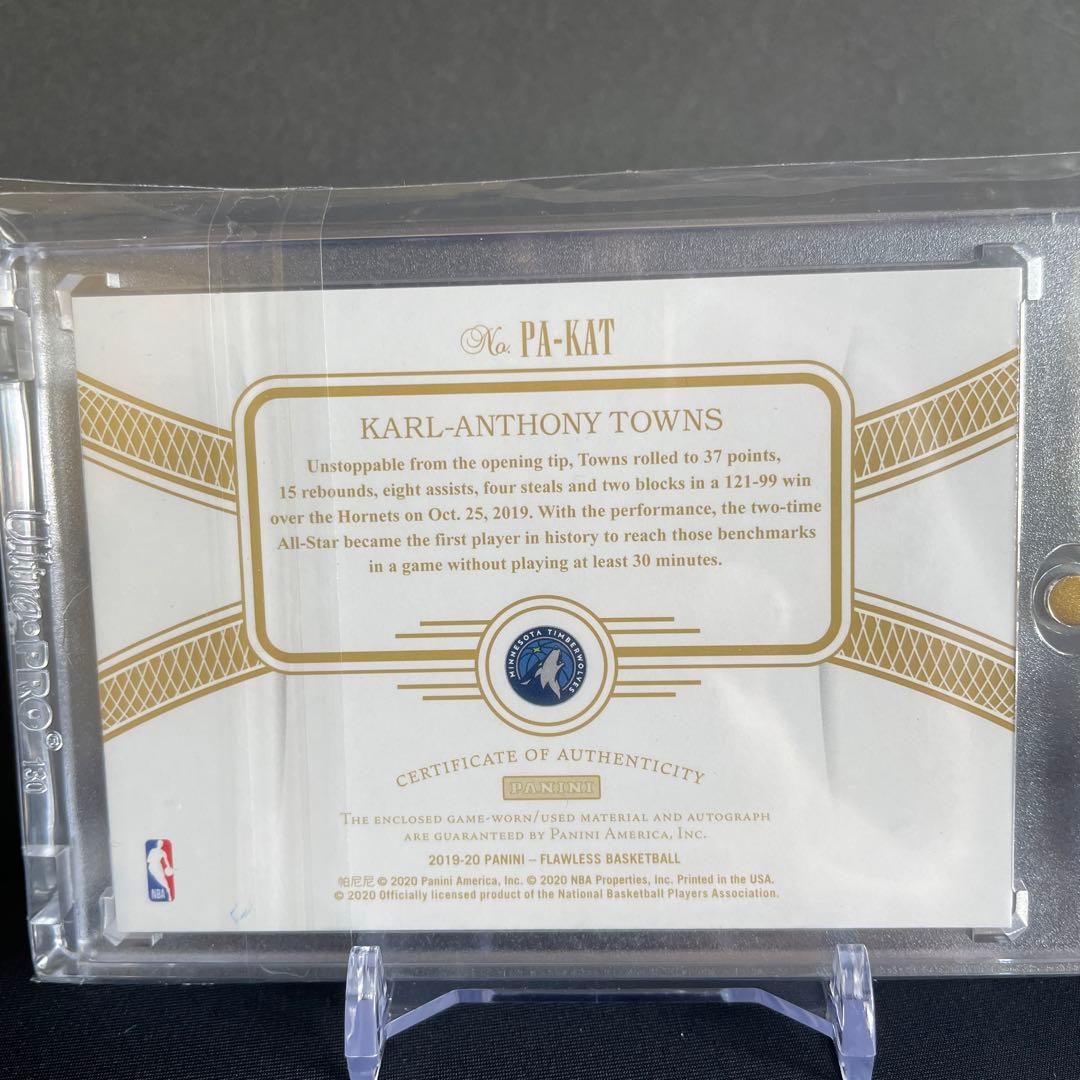 No. PA-KAT
KARL-ANTHONY TOWNS
Unstoppable from the opening tip, Towns rolled to 37 points,
15 rebounds, eight assists, four steals and two blocks in a 121-99 win
over the Hornets on Oct. 25, 2019. With the performance, the two-time
All-Star became the first player in history to reach those benchmarks
in a game without playing at least 30 minutes.
MINNESOTA TIMBERWOLVES
CERTIFICATE OF AUTHENTICITY
PANINI
THE ENCLOSED GAME-WORN/USED MATERIAL AND AUTOGRAPH
ARE GUARANTEED BY PANINI AMERICA, INC.
2019-20 PANINI – FLAWLESS BASKETBALL
帕尼尼 © 2020 Panini America, Inc. © 2020 NBA Properties, Inc. Printed in the USA.
© 2020 Officially licensed product of the National Basketball Players Association.
NBA
Ultra•PRO® 130